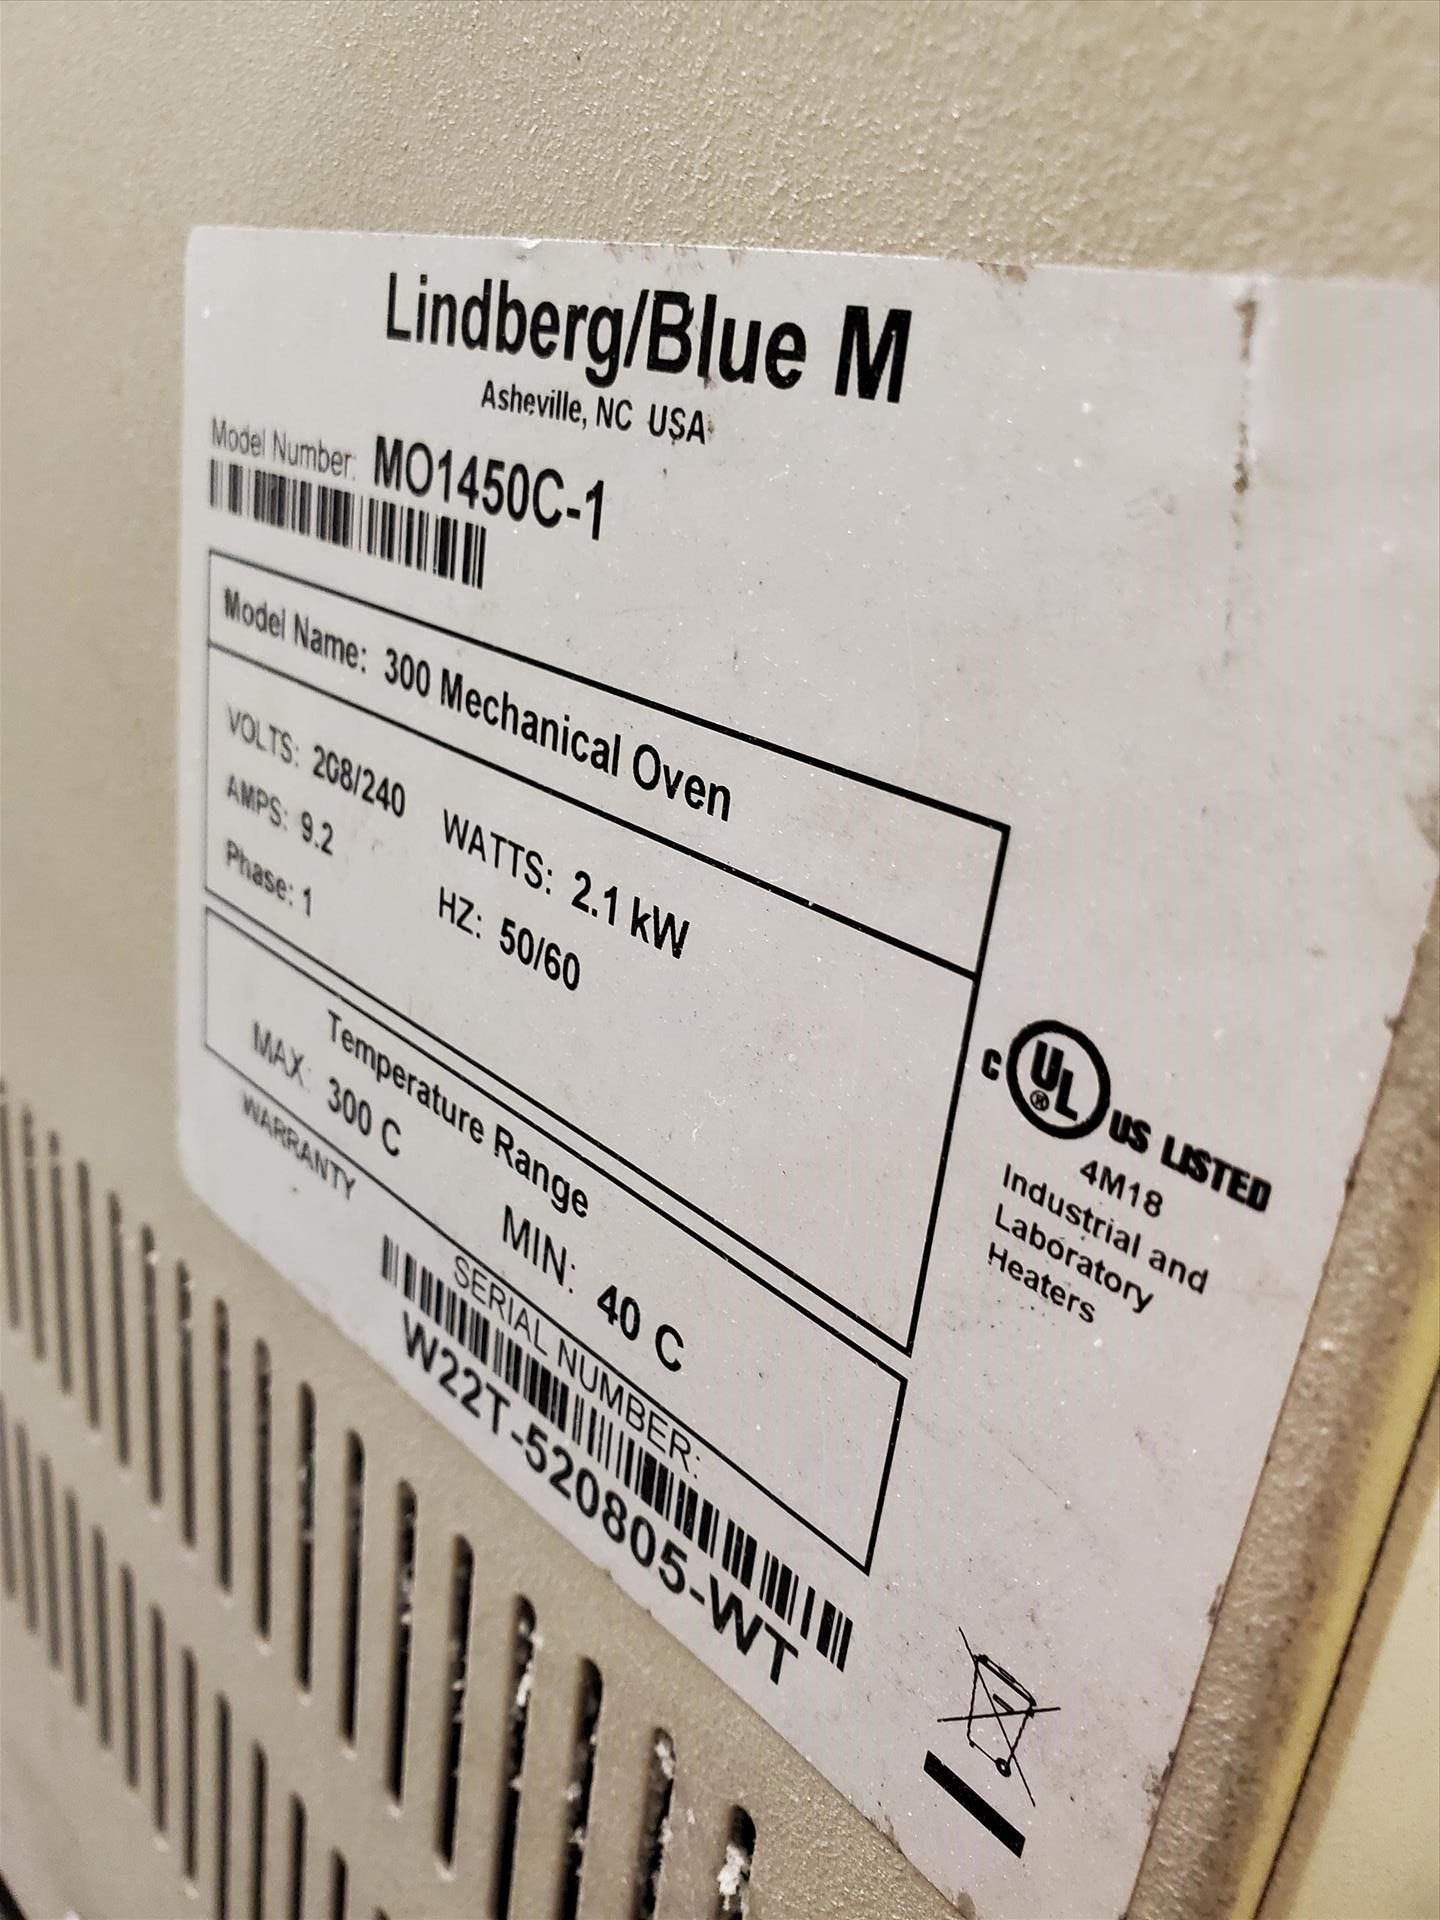 Lindberg/Blue M
Asheville, NC USA
Model Number: MO1450C-1
Model Name: 300 Mechanical Oven
VOLTS: 208/240 WATTS: 2.1 kW
AMPS: 9.2 HZ: 50/60
Phase: 1
Temperature Range
MAX: 300 C MIN: 40 C
WARRANTY SERIAL NUMBER:
W22T-520805-WT
C UL ® US LISTED
4M18
Industrial and
Laboratory
Heaters